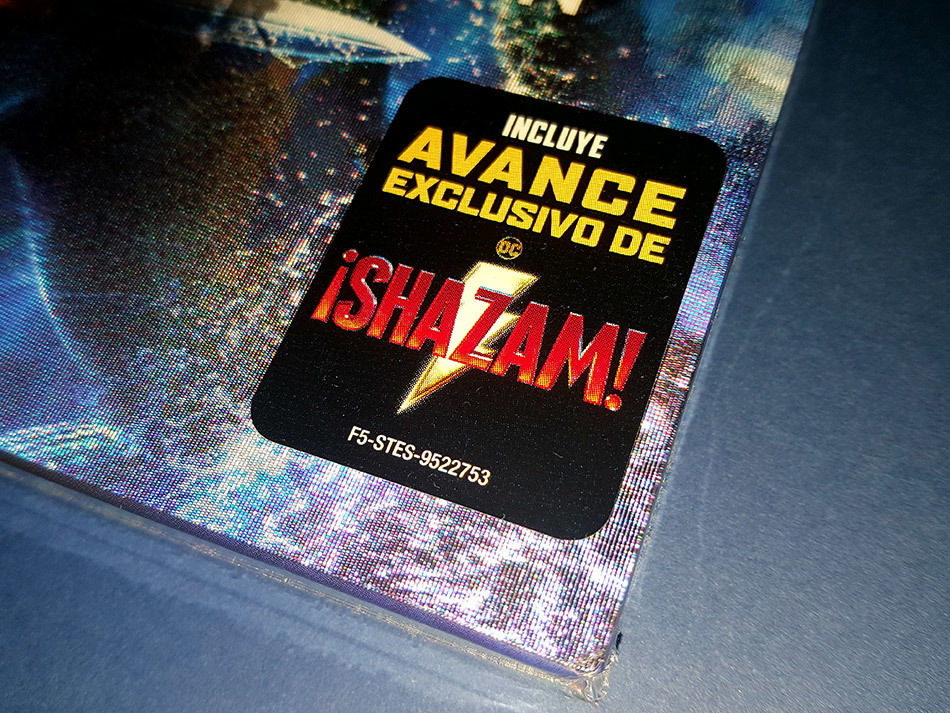 INCLUYE
AVANCE
EXCLUSIVO DE
DC
¡SHAZAM!
F5-STES-9522753